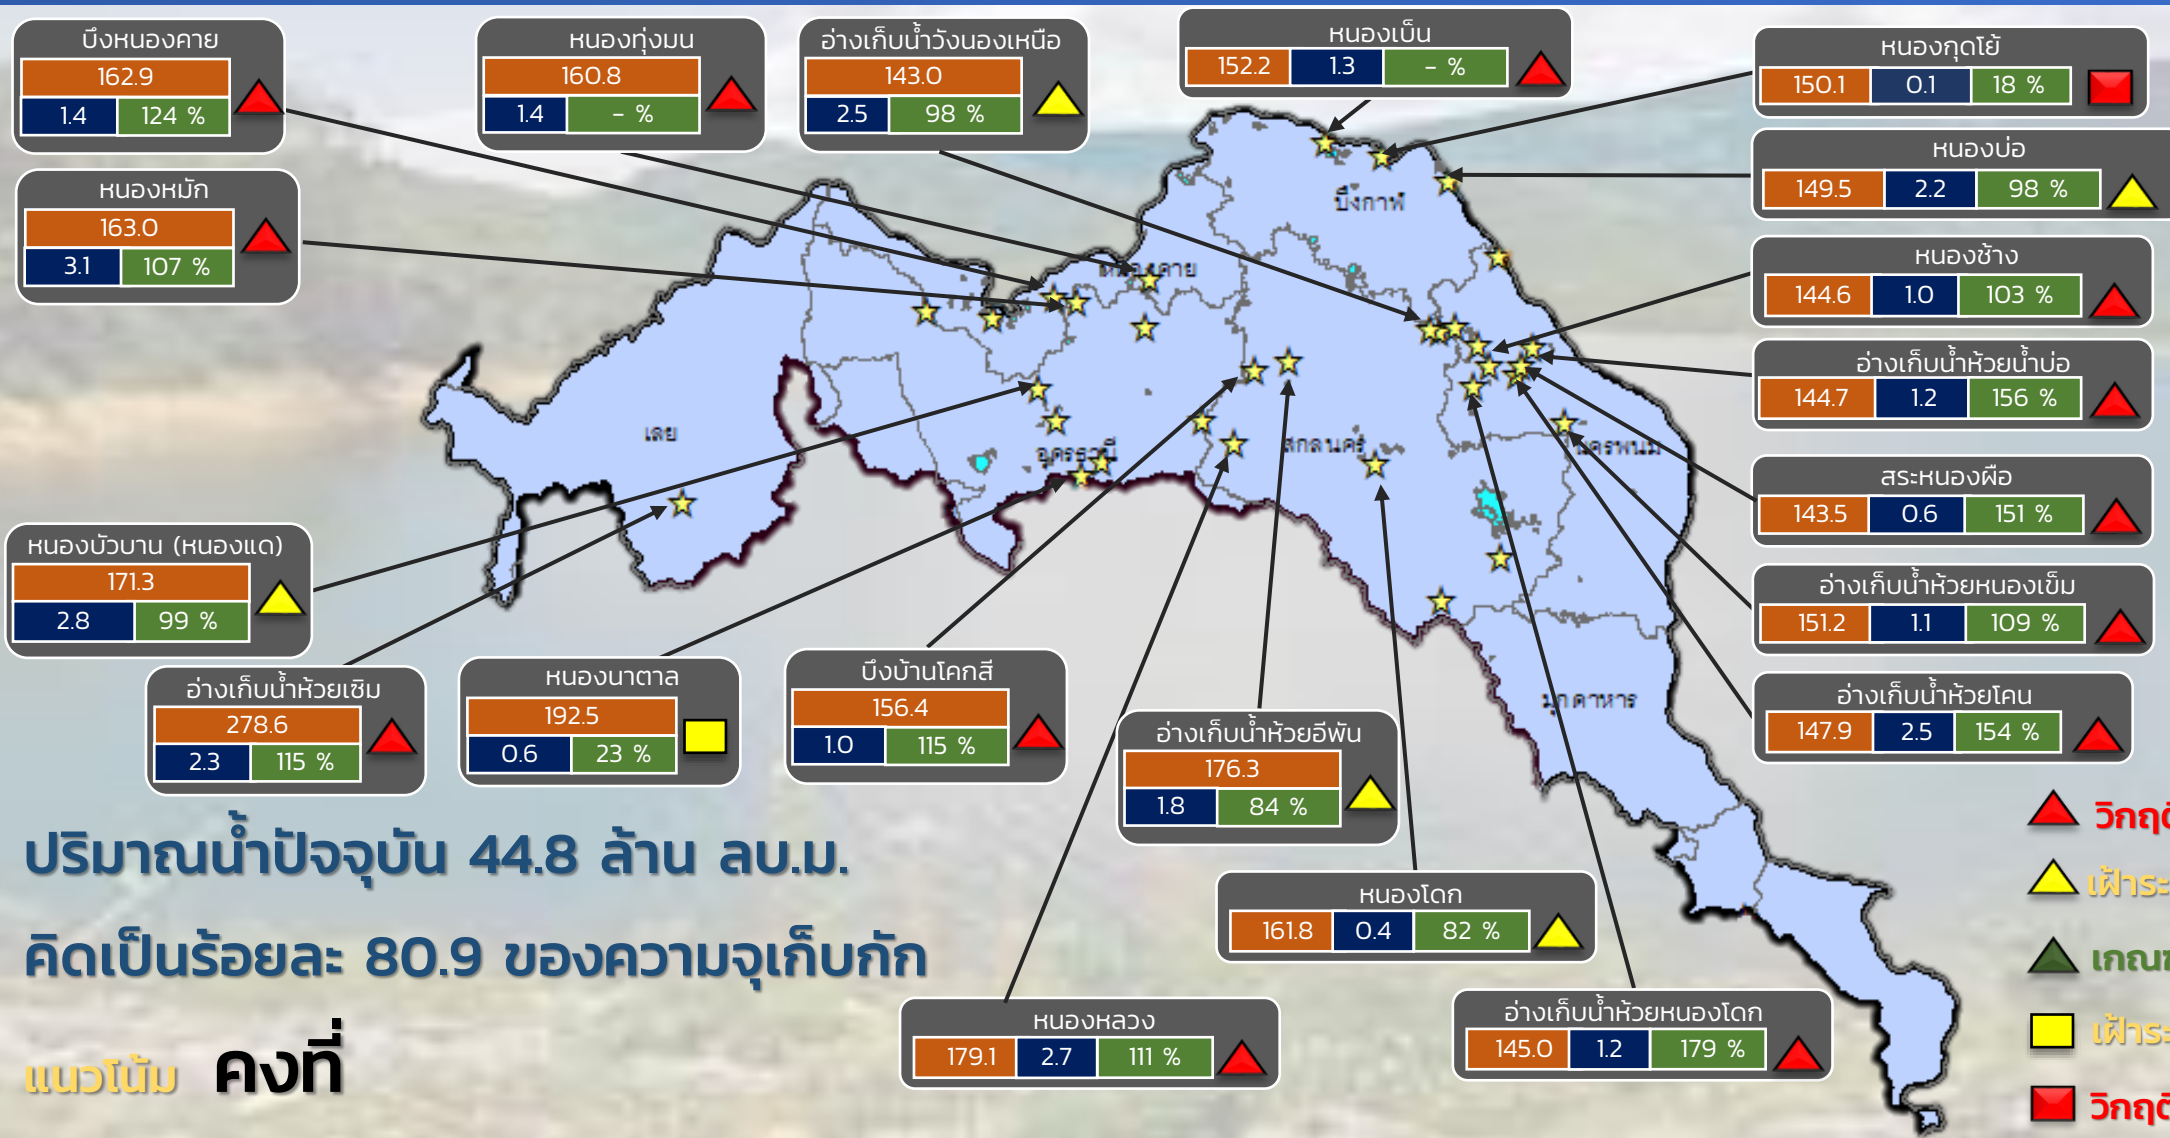 บึงหนองคาย
162.9
1.4 124 %
หนองทุ่งมน
160.8
1.4 - %
อ่างเก็บน้ำวังนองเหนือ
143.0
2.5 98 %
หนองเบ็น
152.2 1.3 - %
หนองกุดโย้
150.1 0.1 18 %
หนองหมัก
163.0
3.1 107 %
หนองบ่อ
149.5 2.2 98 %
หนองช้าง
144.6 1.0 103 %
อ่างเก็บน้ำห้วยน้ำบ่อ
144.7 1.2 156 %
สระหนองผือ
143.5 0.6 151 %
อ่างเก็บน้ำห้วยหนองเข็ม
151.2 1.1 109 %
อ่างเก็บน้ำห้วยโคน
147.9 2.5 154 %
บึงกาฬ
หนองคาย
เลย
อุดรธานี
สกลนคร
นครพนม
มุกดาหาร
หนองบัวบาน (หนองแด)
171.3
2.8 99 %
อ่างเก็บน้ำห้วยเซิม
278.6
2.3 115 %
หนองนาตาล
192.5
0.6 23 %
บึงบ้านโคกสี
156.4
1.0 115 %
อ่างเก็บน้ำห้วยอีพัน
176.3
1.8 84 %
หนองโดก
161.8 0.4 82 %
หนองหลวง
179.1 2.7 111 %
อ่างเก็บน้ำห้วยหนองโดก
145.0 1.2 179 %
ปริมาณน้ำปัจจุบัน 44.8 ล้าน ลบ.ม.
คิดเป็นร้อยละ 80.9 ของความจุเก็บกัก
แนวโน้ม คงที่